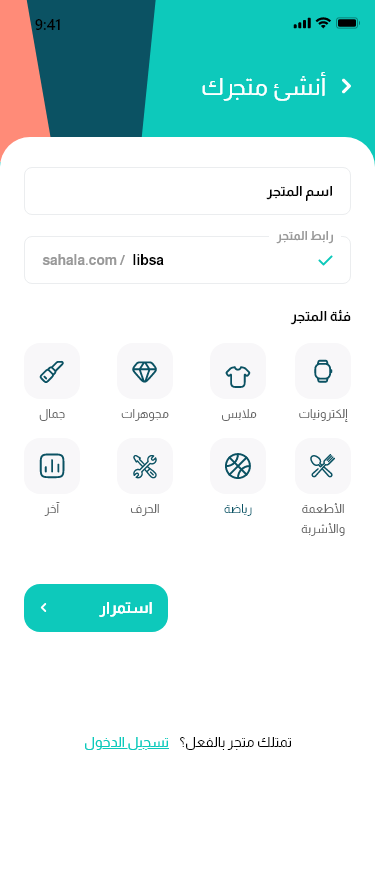 9:41
أنشئ متجرك
اسم المتجر
رابط المتجر
sahala.com / libsa
فئة المتجر
إلكترونيات ملابس مجوهرات جمال
الأطعمة والأشربة رياضة الحرف آخر
استمرار
تمتلك متجر بالفعل؟ تسجيل الدخول